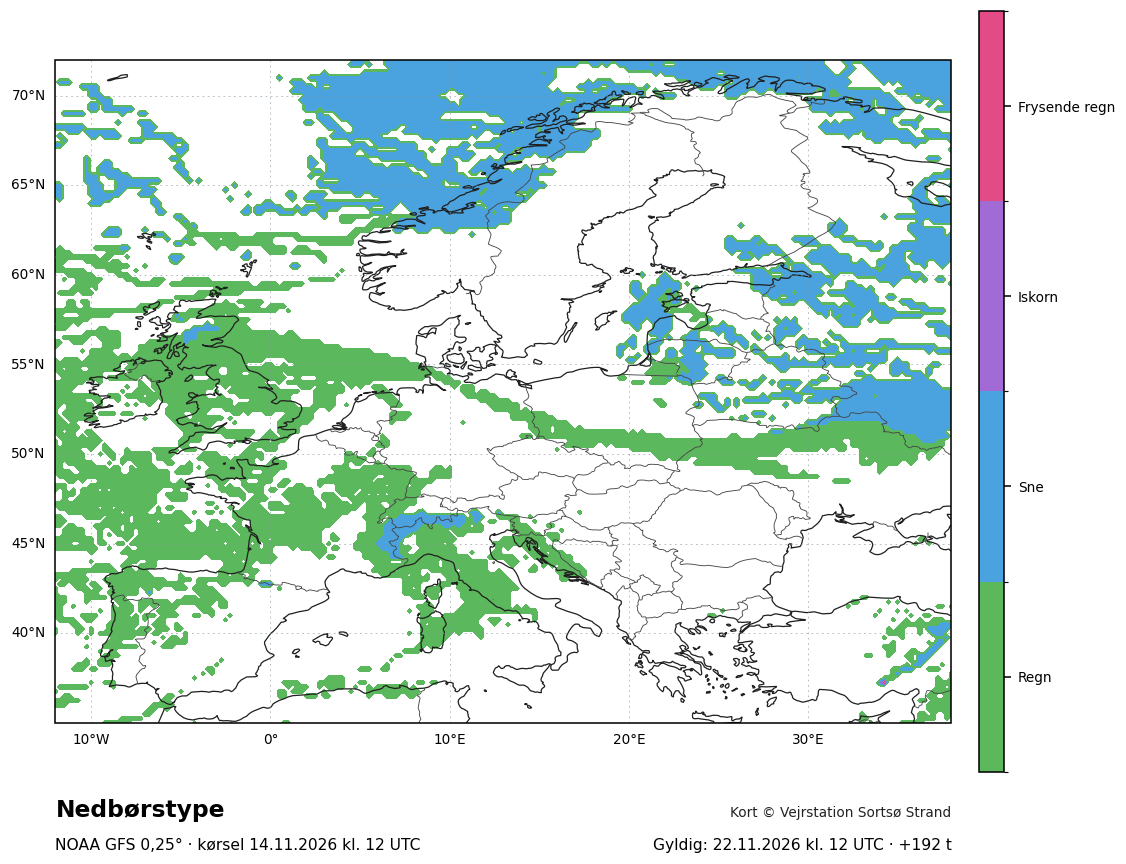 70°N
65°N
60°N
55°N
50°N
45°N
40°N
10°W
0°
10°E
20°E
30°E
Frysende regn
Iskorn
Sne
Regn
Nedbørstype
Kort © Vejrstation Sortsø Strand
NOAA GFS 0,25° · kørsel 14.11.2026 kl. 12 UTC
Gyldig: 22.11.2026 kl. 12 UTC · +192 t